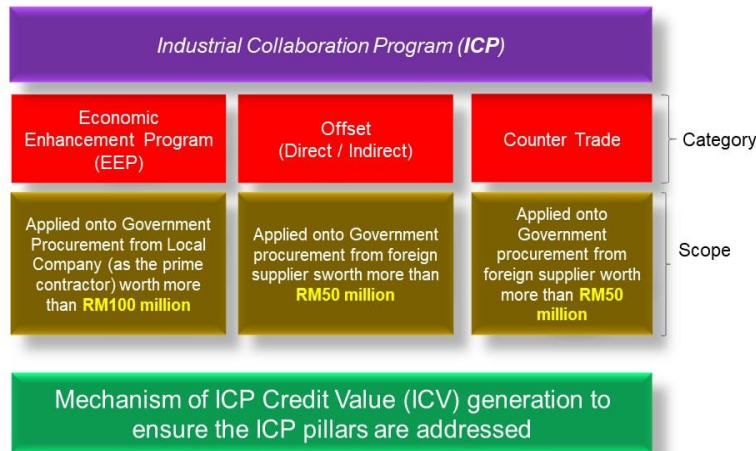 Industrial Collaboration Program (ICP)
Economic
Enhancement Program
(EEP)
Offset
(Direct / Indirect)
Counter Trade
Category
Applied onto Government
Procurement from Local
Company (as the prime
contractor) worth more
than RM100 million
Applied onto Government
procurement from foreign
supplier sworth more than
RM50 million
Applied onto
Government
procurement from
foreign supplier worth
more than RM50
million
Scope
Mechanism of ICP Credit Value (ICV) generation to
ensure the ICP pillars are addressed